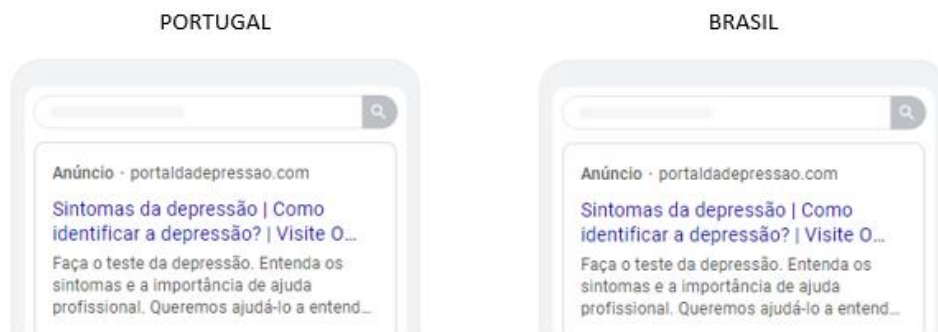 PORTUGAL
Anúncio · portaldadepressao.com
Sintomas da depressão | Como
identificar a depressão? | Visite O...
Faça o teste da depressão. Entenda os
sintomas e a importância de ajuda
profissional. Queremos ajudá-lo a entend...
BRASIL
Anúncio · portaldadepressao.com
Sintomas da depressão | Como
identificar a depressão? | Visite O...
Faça o teste da depressão. Entenda os
sintomas e a importância de ajuda
profissional. Queremos ajudá-lo a entend...